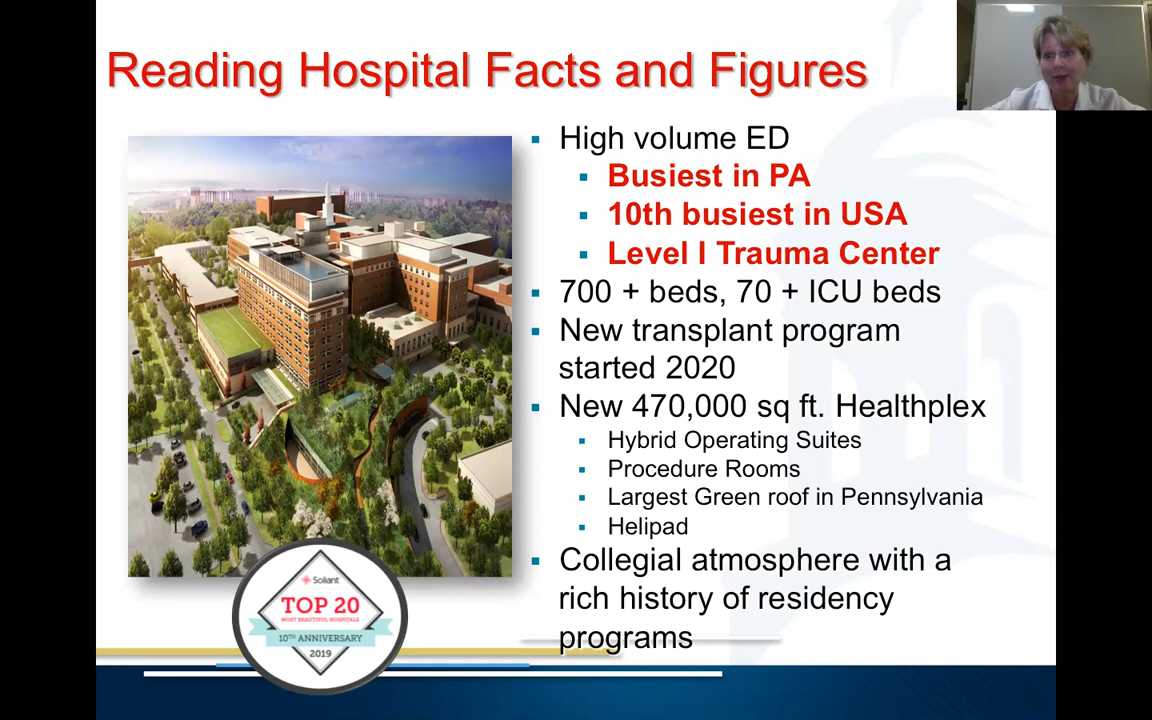 Reading Hospital Facts and Figures
High volume ED
Busiest in PA
10th busiest in USA
Level I Trauma Center
700 + beds, 70 + ICU beds
New transplant program
started 2020
New 470,000 sq ft. Healthplex
Hybrid Operating Suites
Procedure Rooms
Largest Green roof in Pennsylvania
Helipad
Collegial atmosphere with a
rich history of residency
programs
Soliant
TOP 20
MOST BEAUTIFUL HOSPITALS
10TH ANNIVERSARY
2019